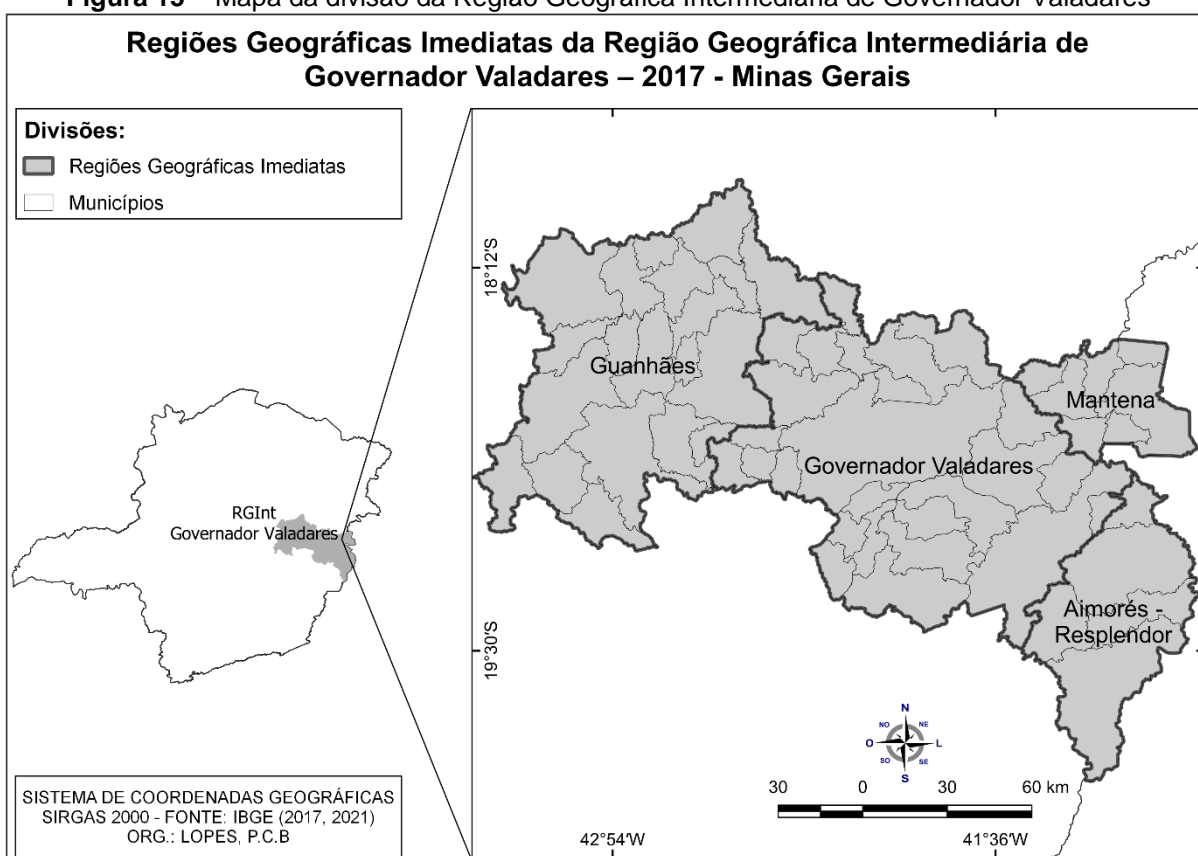 Figura 15 – Mapa da divisão da Região Geográfica Intermediária de Governador Valadares
Regiões Geográficas Imediatas da Região Geográfica Intermediária de
Governador Valadares – 2017 - Minas Gerais
Divisões:
Regiões Geográficas Imediatas
Municípios
RGInt
Governador Valadares
SISTEMA DE COORDENADAS GEOGRÁFICAS
SIRGAS 2000 - FONTE: IBGE (2017, 2021)
ORG.: LOPES, P.C.B
18°12'S
19°30'S
Guanhães
Mantena
Governador Valadares
Aimorés -
Resplendor
N
NO NE
O L
SO SE
S
30 0 30 60 km
42°54'W 41°36'W